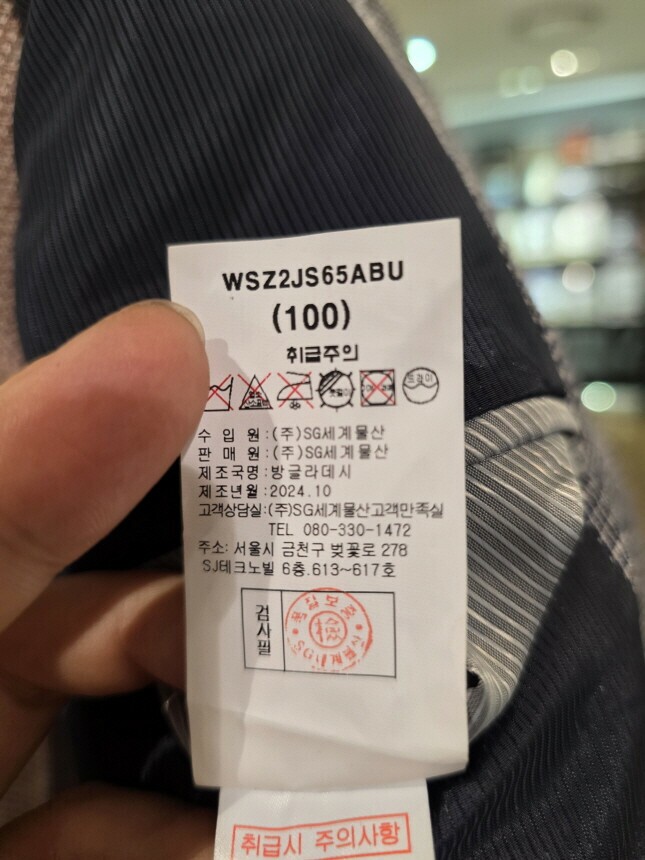 WSZ2JS65ABU
(100)
취급주의
드라이
수 입 원:(주)SG세계물산
판 매 원:(주)SG세계물산
제조국명:방글라데시
제조년월:2024.10
고객상담실:(주)SG세계물산고객만족실
TEL 080-330-1472
주소: 서울시 금천구 벚꽃로 278
SJ테크노빌 6층.613~617호
검사필
품질보증
취급시 주의사항